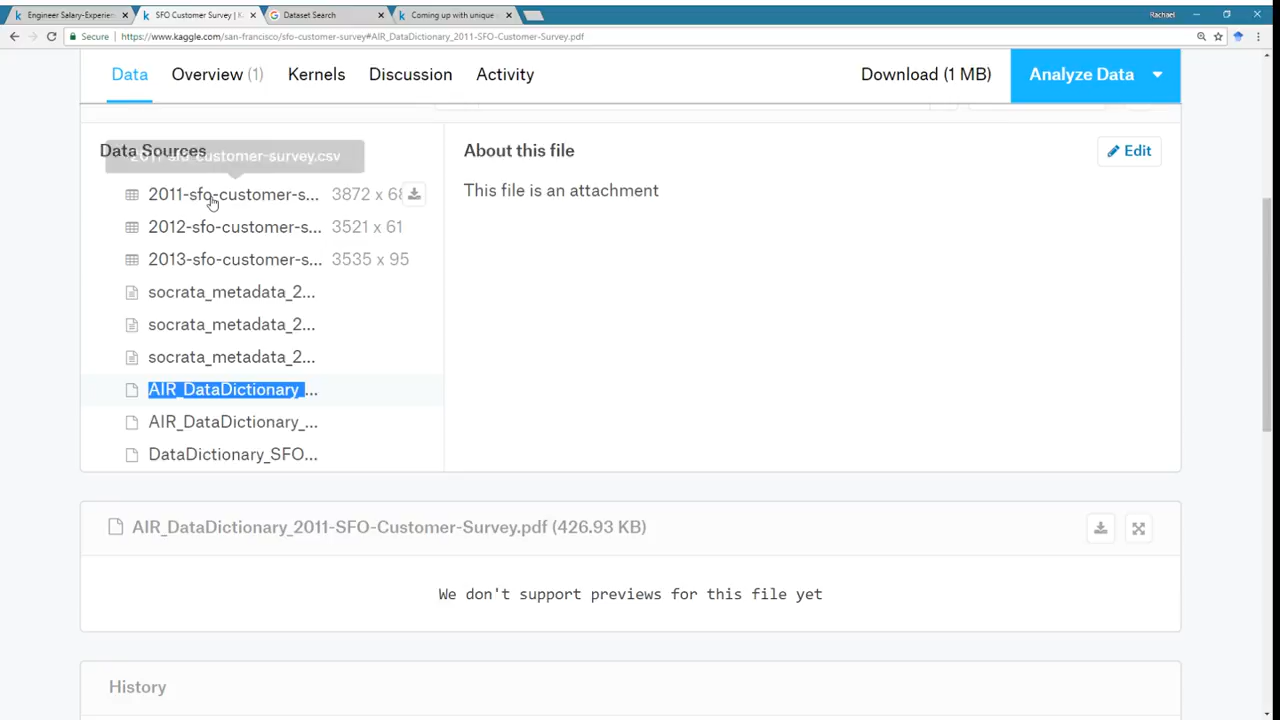 Engineer Salary-Experien
SFO Customer Survey | K
Dataset Search
Coming up with unique
Rachael
Secure
https://www.kaggle.com/san-francisco/sfo-customer-survey#AIR_DataDictionary_2011-SFO-Customer-Survey.pdf
Data
Overview (1)
Kernels
Discussion
Activity
Download (1 MB)
Analyze Data
Data Sources
2011-sfo-customer-survey.csv
2011-sfo-customer-s... 3872 x 68
2012-sfo-customer-s... 3521 x 61
2013-sfo-customer-s... 3535 x 95
socrata_metadata_2...
socrata_metadata_2...
socrata_metadata_2...
AIR_DataDictionary_...
AIR_DataDictionary_...
DataDictionary_SFO...
About this file
Edit
This file is an attachment
AIR_DataDictionary_2011-SFO-Customer-Survey.pdf (426.93 KB)
We don't support previews for this file yet
History